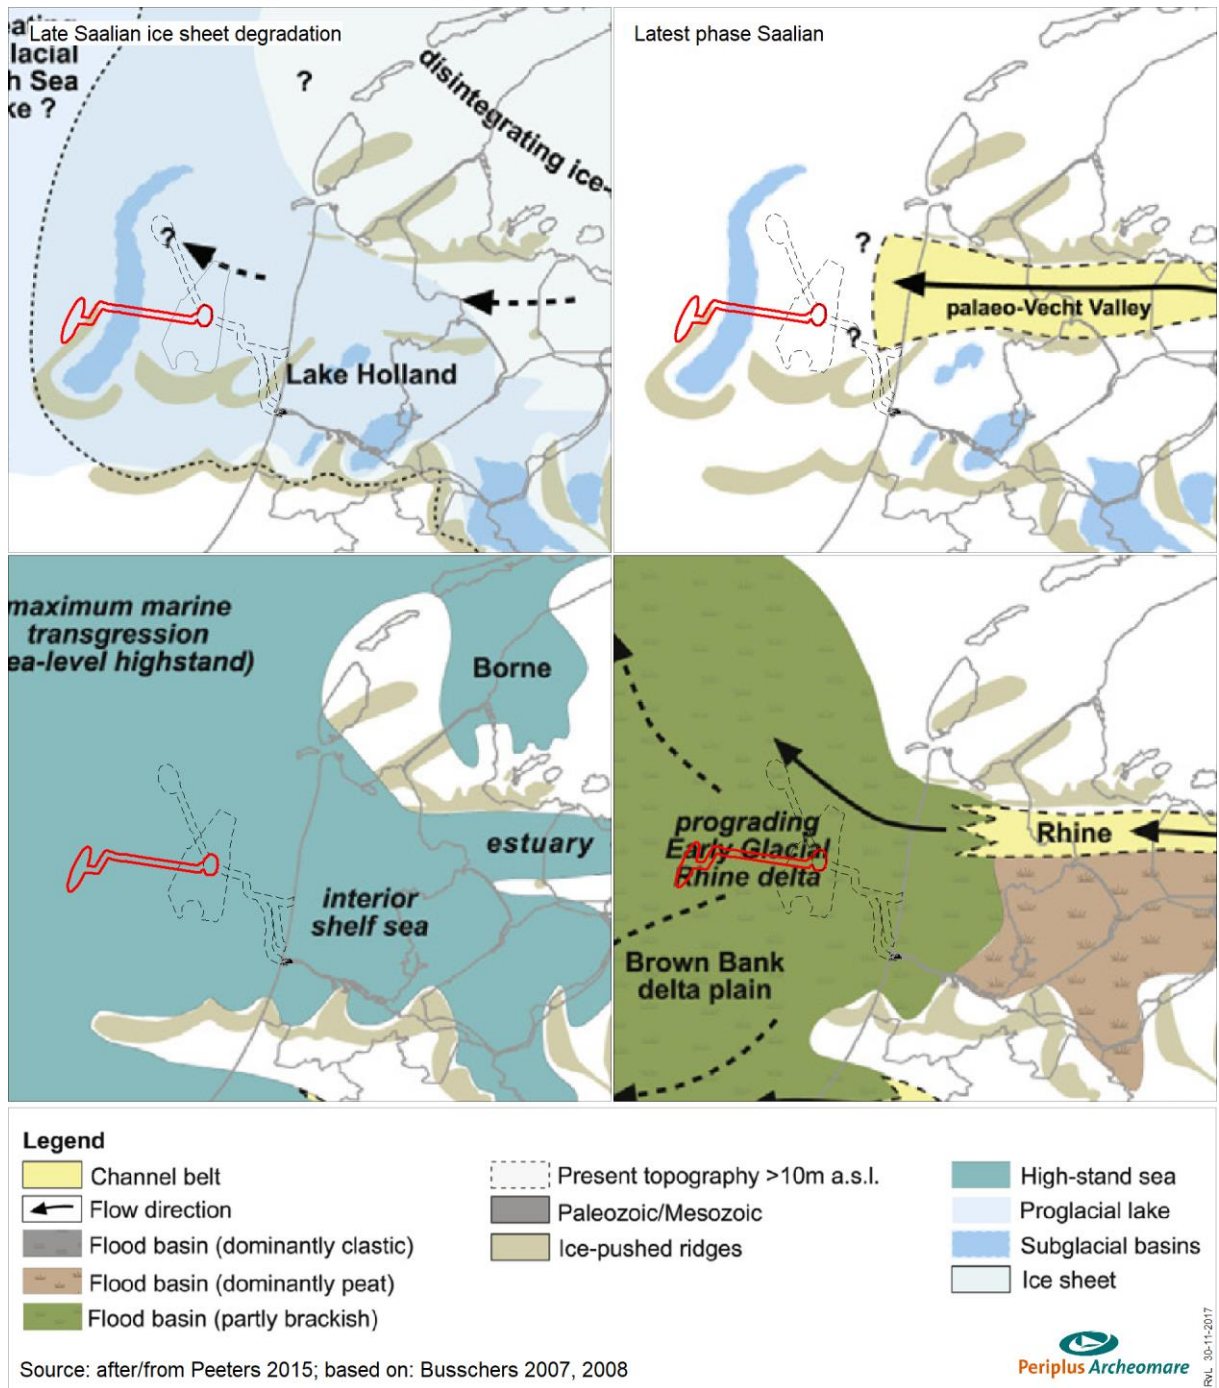 Late Saalian ice sheet degradation
eating
lacial
h Sea
ke ?
?
disintegrating ice-
?
Lake Holland
Latest phase Saalian
?
palaeo-Vecht Valley
?
maximum marine
transgression
ea-level highstand)
Borne
estuary
interior
shelf sea
prograding
Early Glacial
Rhine delta
Rhine
Brown Bank
delta plain
Legend
Channel belt
Flow direction
Flood basin (dominantly clastic)
Flood basin (dominantly peat)
Flood basin (partly brackish)
Present topography >10m a.s.l.
Paleozoic/Mesozoic
Ice-pushed ridges
High-stand sea
Proglacial lake
Subglacial basins
Ice sheet
Source: after/from Peeters 2015; based on: Busschers 2007, 2008
Periplus Archeomare
RvL 30-11-2017